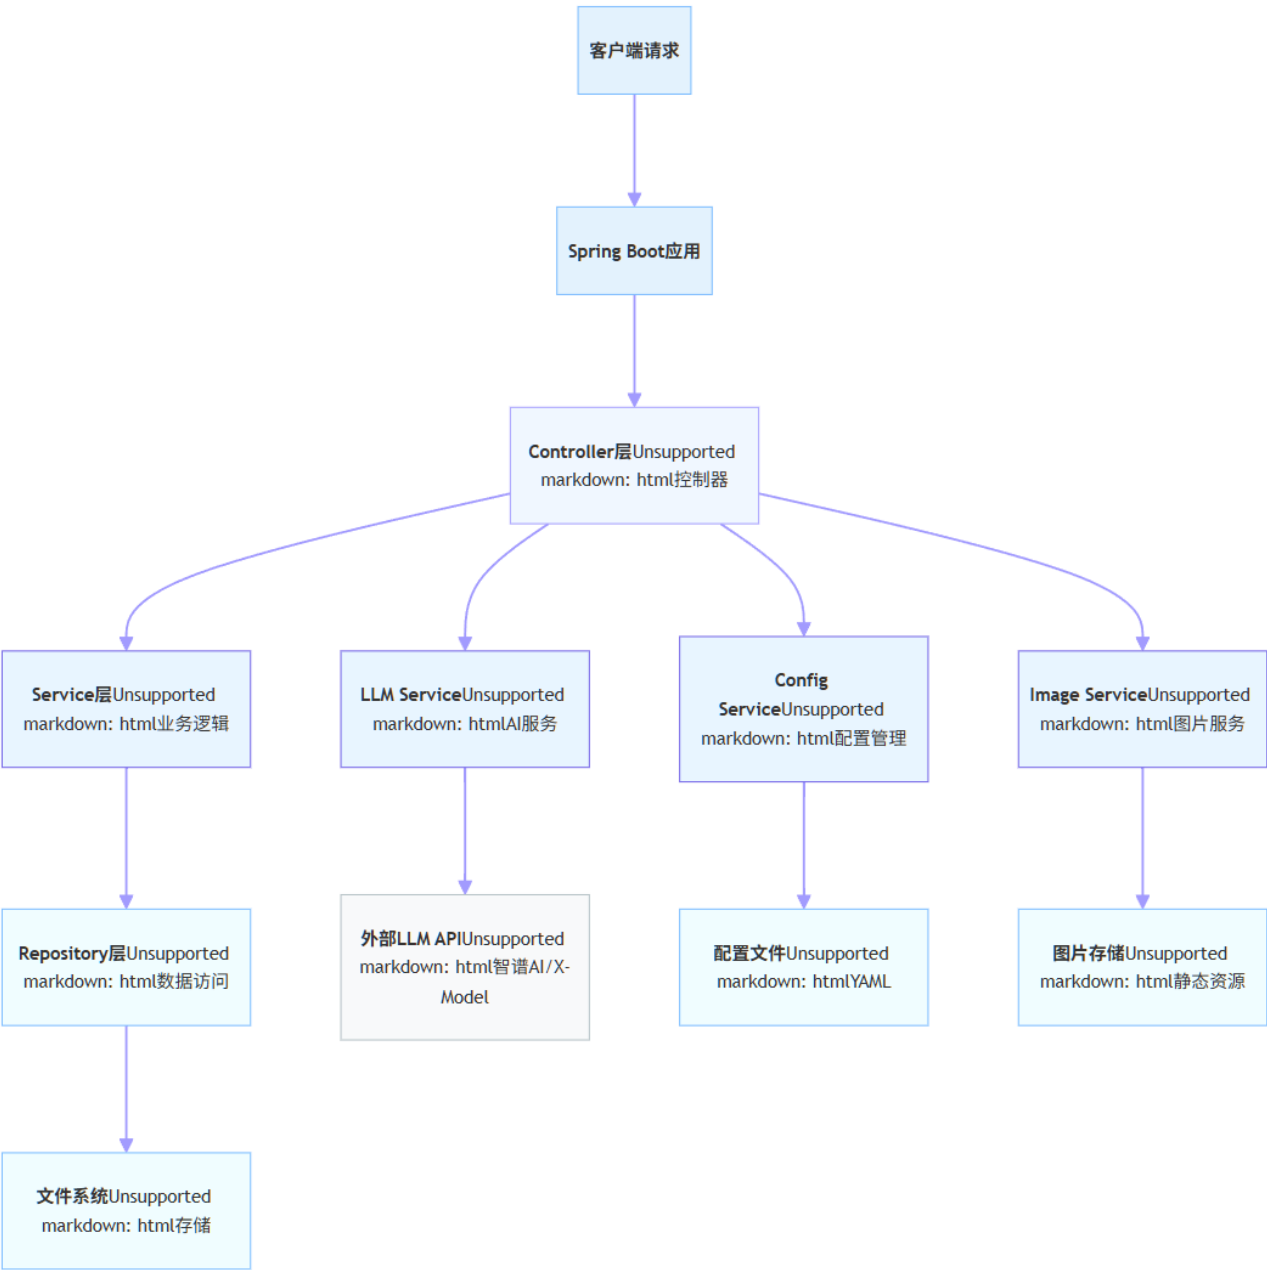 客户端请求
Spring Boot应用
Controller层Unsupported
markdown: html控制器
Service层Unsupported
markdown: html业务逻辑
LLM ServiceUnsupported
markdown: htmlAI服务
Config
ServiceUnsupported
markdown: html配置管理
Image ServiceUnsupported
markdown: html图片服务
Repository层Unsupported
markdown: html数据访问
外部LLM APIUnsupported
markdown: html智谱AI/X-
Model
配置文件Unsupported
markdown: htmlYAML
图片存储Unsupported
markdown: html静态资源
文件系统Unsupported
markdown: html存储